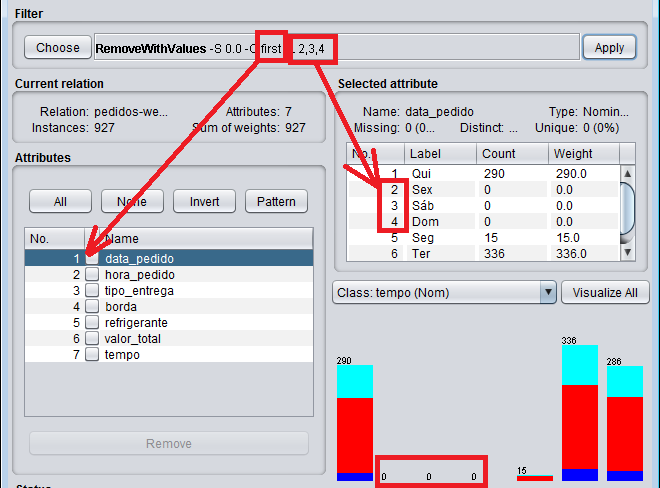 Filter
Choose RemoveWithValues -S 0.0 -C first 2,3,4 Apply
Current relation
Relation: pedidos-we... Attributes: 7
Instances: 927 Sum of weights: 927
Attributes
All None Invert Pattern
No. Name
1 data_pedido
2 hora_pedido
3 tipo_entrega
4 borda
5 refrigerante
6 valor_total
7 tempo
Remove
Selected attribute
Name: data_pedido Type: Nomin...
Missing: 0 (0... Distinct: ... Unique: 0 (0%)
No. Label Count Weight
1 Qui 290 290.0
2 Sex 0 0.0
3 Sáb 0 0.0
4 Dom 0 0.0
5 Seg 15 15.0
6 Ter 336 336.0
Class: tempo (Nom) Visualize All
290 0 0 0 15 336 286
Status